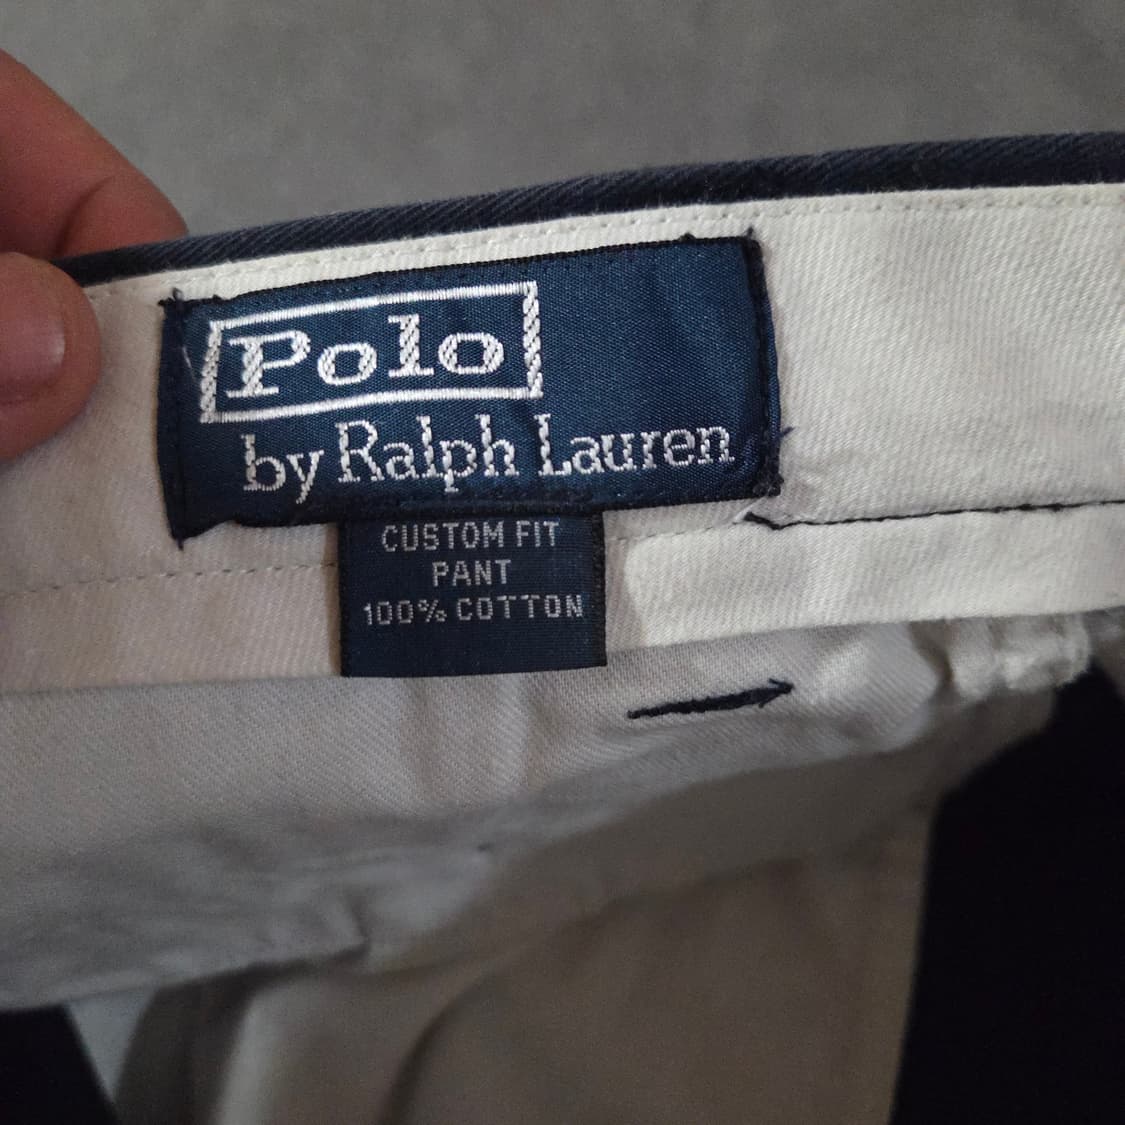 Polo
by Ralph Lauren
CUSTOM FIT
PANT
100% COTTON